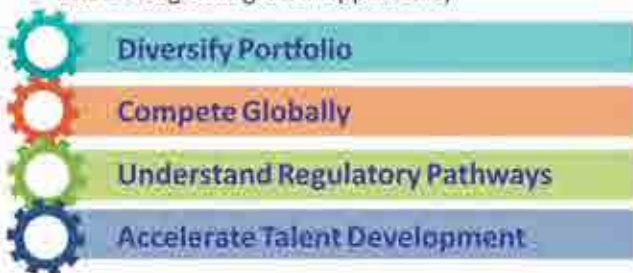 Diversify Portfolio
Compete Globally
Understand Regulatory Pathways
Accelerate Talent Development